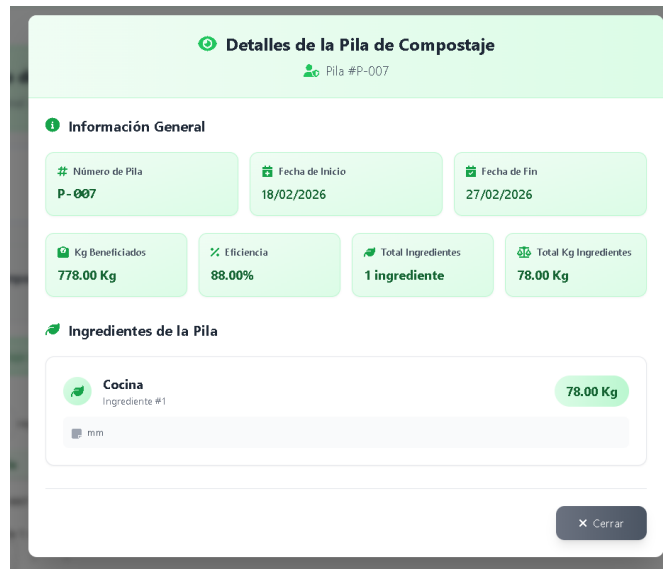 Detalles de la Pila de Compostaje
Pila #P-007
Información General
Número de Pila
P-007
Fecha de Inicio
18/02/2026
Fecha de Fin
27/02/2026
Kg Beneficiados
778.00 Kg
Eficiencia
88.00%
Total Ingredientes
1 ingrediente
Total Kg Ingredientes
78.00 Kg
Ingredientes de la Pila
Cocina
Ingrediente #1
78.00 Kg
mm
Cerrar